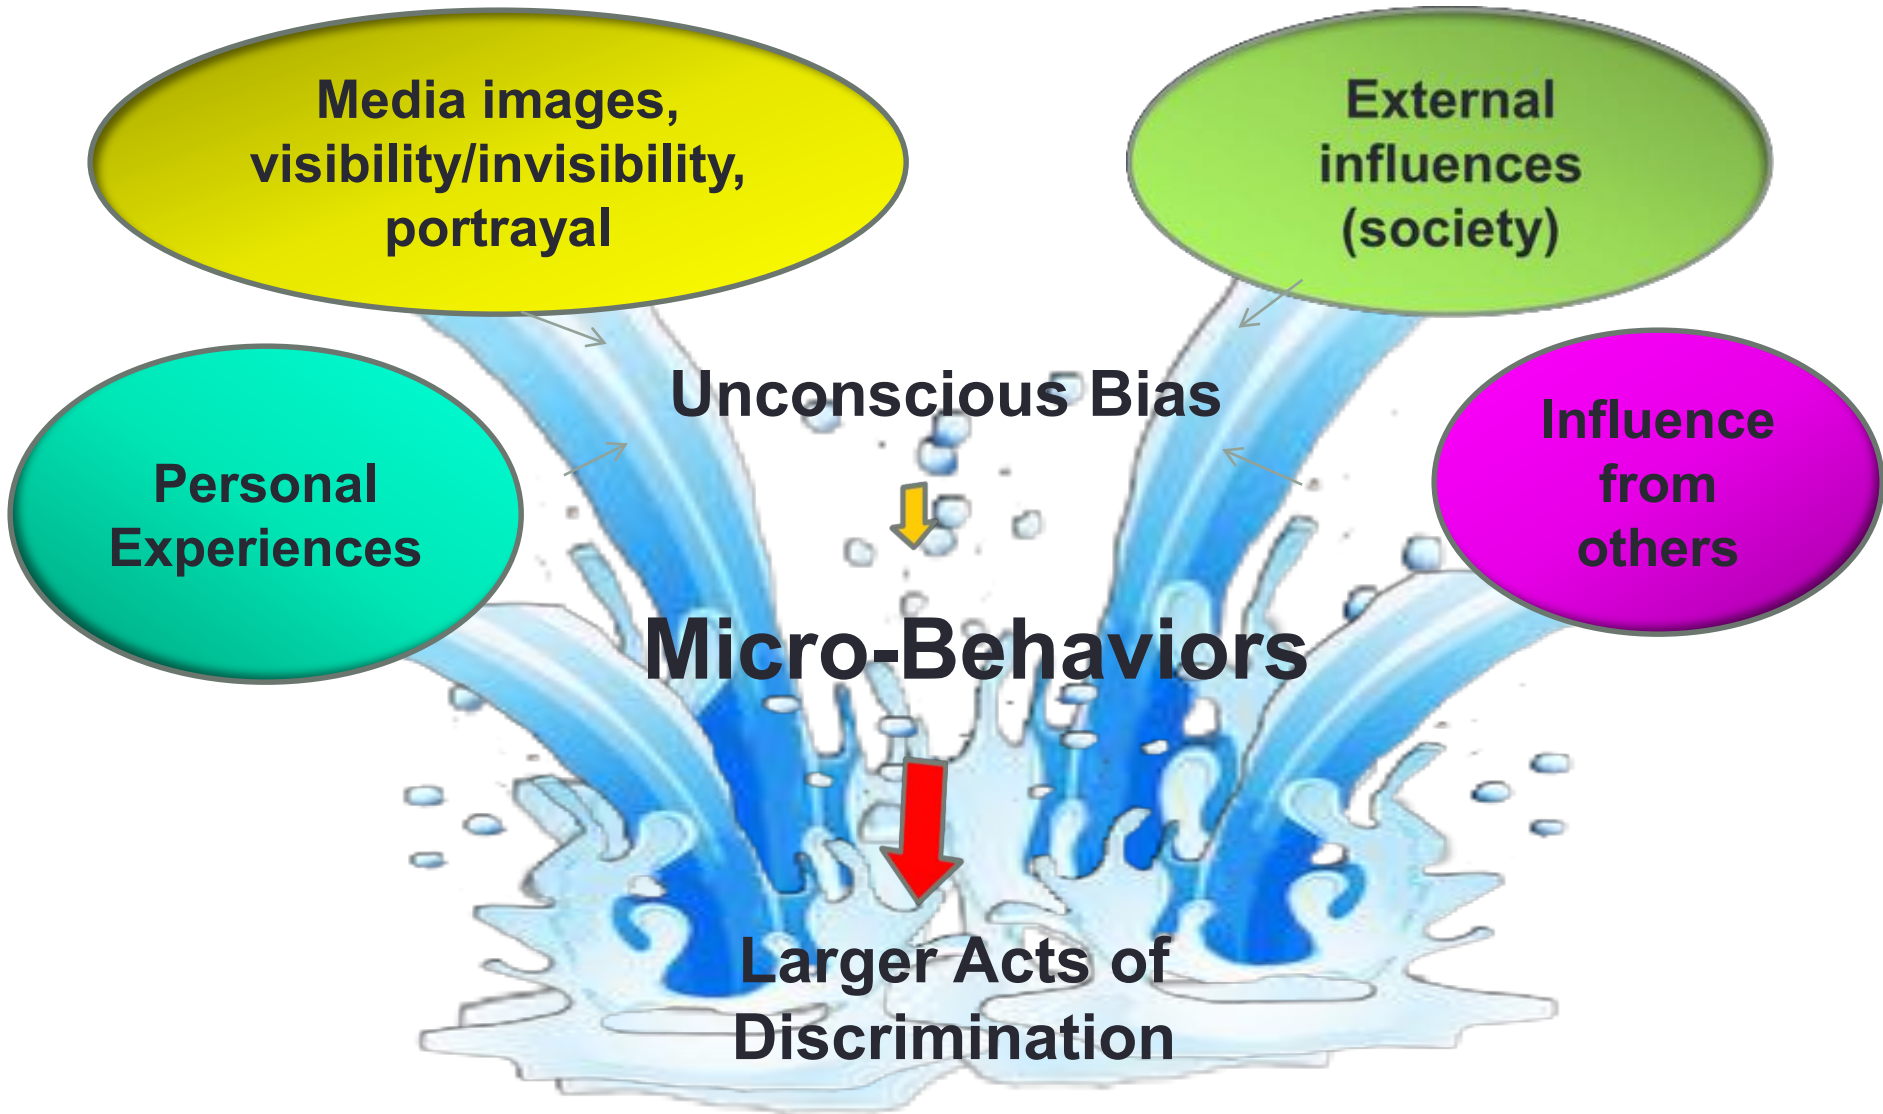 Media images,
visibility/invisibility,
portrayal
External
influences
(society)
Personal
Experiences
Unconscious Bias
Influence
from
others
Micro-Behaviors
Larger Acts of
Discrimination